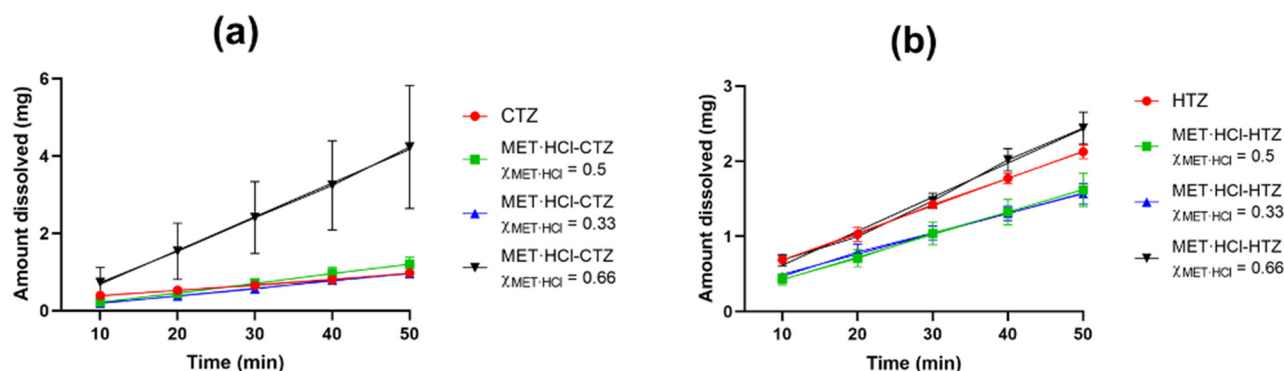 (a)
Amount dissolved (mg)
6
4
2
0
10 20 30 40 50
Time (min)
CTZ
MET·HCl-CTZ
χMET·HCl = 0.5
MET·HCl-CTZ
χMET·HCl = 0.33
MET·HCl-CTZ
χMET·HCl = 0.66
(b)
Amount dissolved (mg)
3
2
1
0
10 20 30 40 50
Time (min)
HTZ
MET·HCl-HTZ
χMET·HCl = 0.5
MET·HCl-HTZ
χMET·HCl = 0.33
MET·HCl-HTZ
χMET·HCl = 0.66